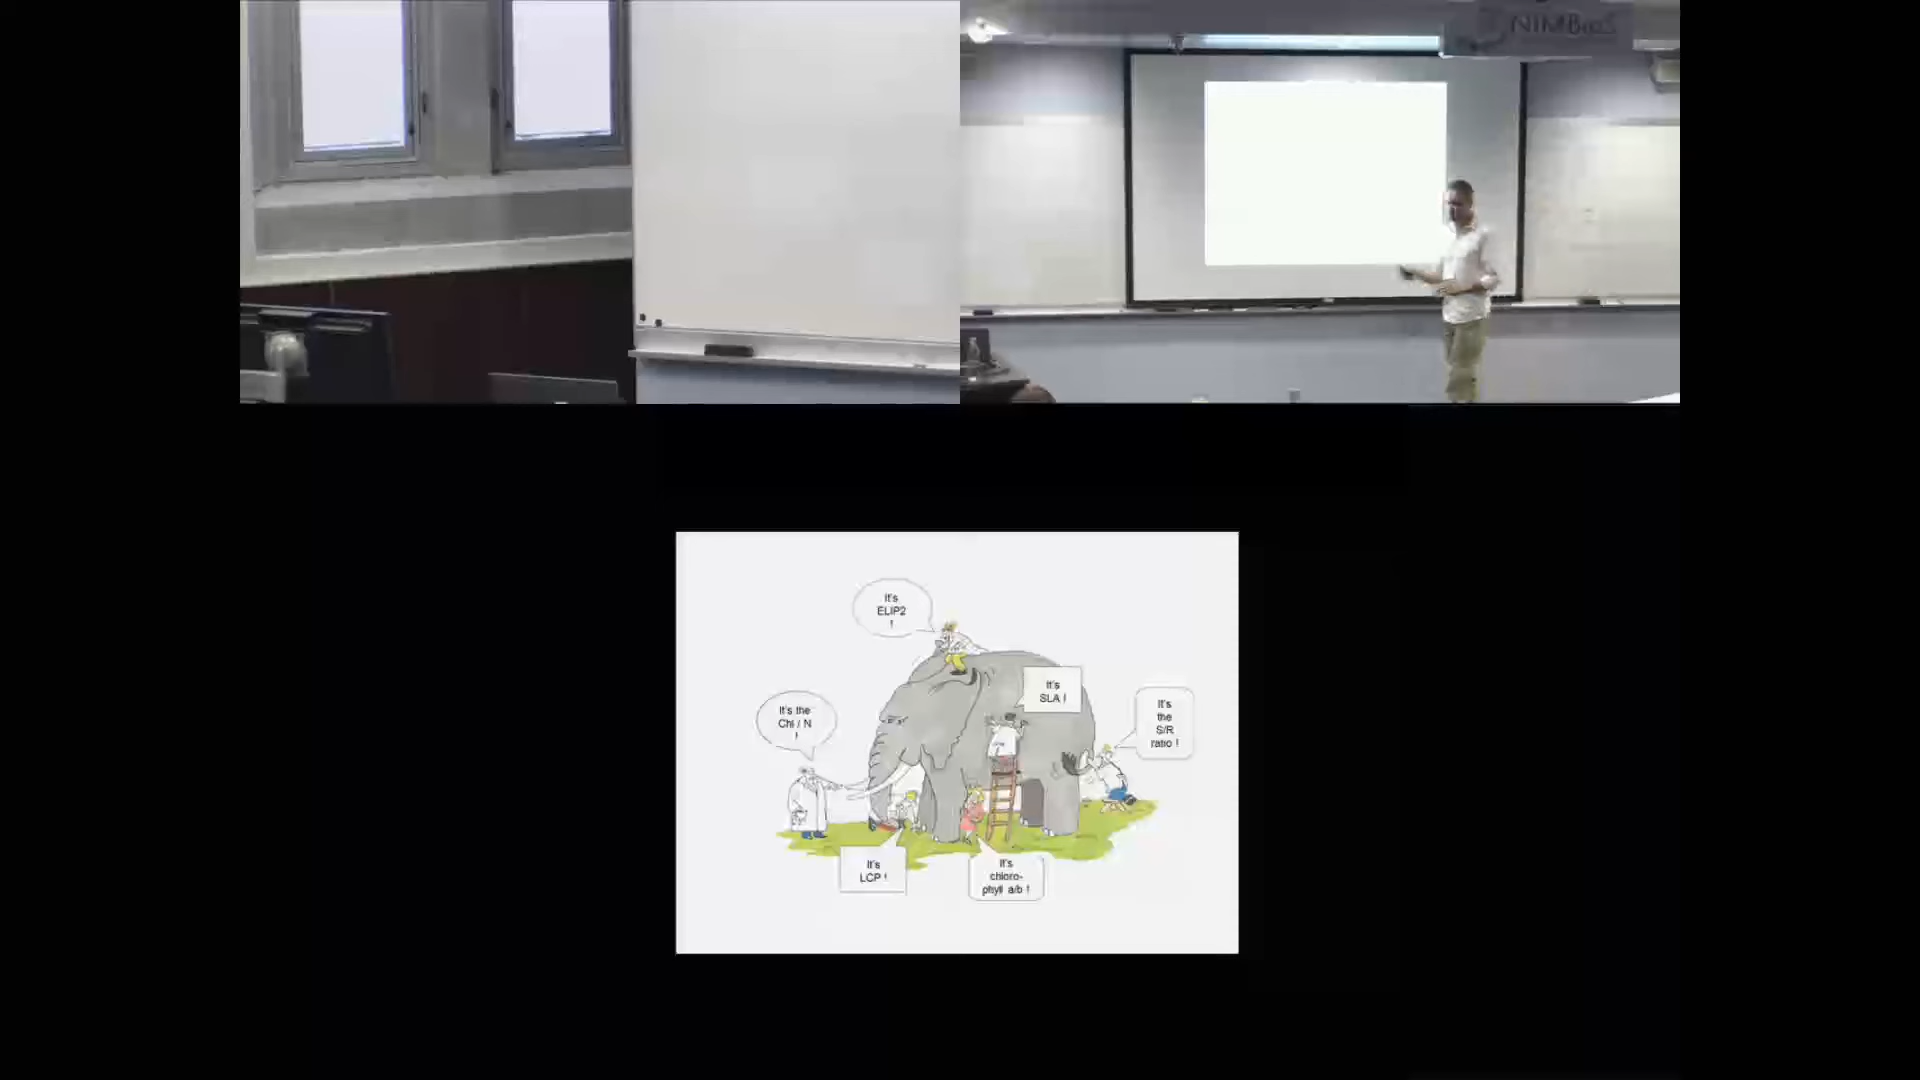 NIMBioS
It's
ELIP2
!
It's
SLA !
It's the
Chl / N
!
It's
the
S/R
ratio !
It's
LCP !
It's
chloro-
phyll a/b !